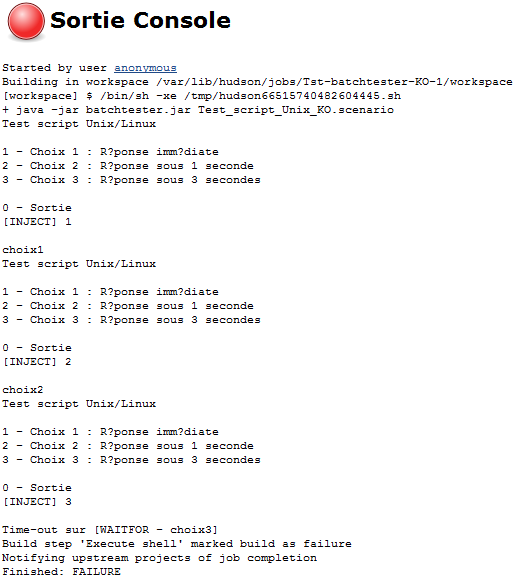 Sortie Console
Started by user anonymous
Building in workspace /var/lib/hudson/jobs/Tst-batchtester-KO-1/workspace
[workspace] $ /bin/sh -xe /tmp/hudson66515740482604445.sh
+ java -jar batchtester.jar Test_script_Unix_KO.scenario
Test script Unix/Linux
1 - Choix 1 : R?ponse imm?diate
2 - Choix 2 : R?ponse sous 1 seconde
3 - Choix 3 : R?ponse sous 3 secondes
0 - Sortie
[INJECT] 1
choix1
Test script Unix/Linux
1 - Choix 1 : R?ponse imm?diate
2 - Choix 2 : R?ponse sous 1 seconde
3 - Choix 3 : R?ponse sous 3 secondes
0 - Sortie
[INJECT] 2
choix2
Test script Unix/Linux
1 - Choix 1 : R?ponse imm?diate
2 - Choix 2 : R?ponse sous 1 seconde
3 - Choix 3 : R?ponse sous 3 secondes
0 - Sortie
[INJECT] 3
Time-out sur [WAITFOR - choix3]
Build step 'Execute shell' marked build as failure
Notifying upstream projects of job completion
Finished: FAILURE